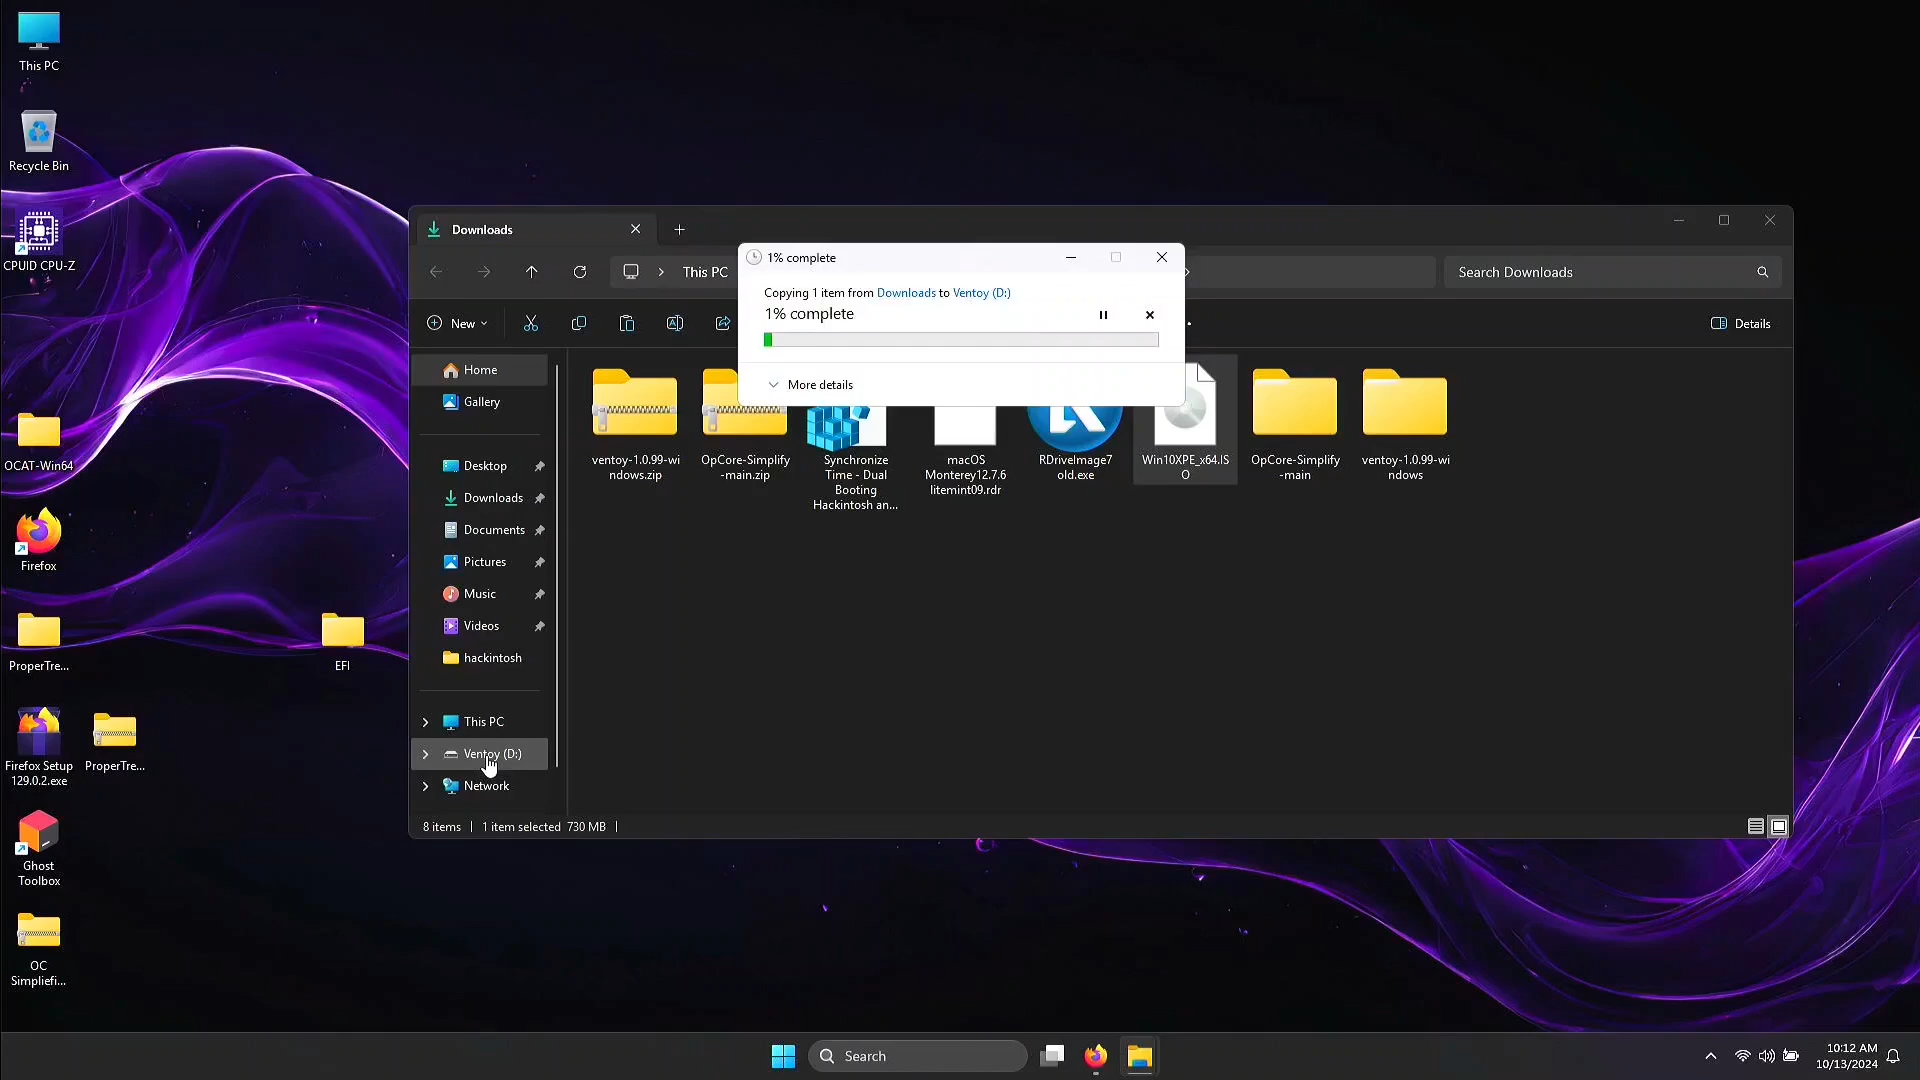 This PC
Recycle Bin
CPUID CPU-Z
OCAT-Win64
Firefox
ProperTre...
EFI
Firefox Setup
129.0.2.exe
ProperTre...
Ghost
Toolbox
OC
Simpliefi...
Downloads
This PC
Search Downloads
New
Details
1% complete
Copying 1 item from Downloads to Ventoy (D:)
1% complete
More details
Home
Gallery
Desktop
Downloads
Documents
Pictures
Music
Videos
hackintosh
This PC
Ventoy (D:)
Network
ventoy-1.0.99-wi
ndows.zip
OpCore-Simplify
-main.zip
Synchronize
Time - Dual
Booting
Hackintosh an...
macOS
Monterey12.7.6
litemint09.rdr
RDriveImage7
old.exe
Win10XPE_x64.IS
O
OpCore-Simplify
-main
ventoy-1.0.99-wi
ndows
8 items
1 item selected 730 MB
Search
10:12 AM
10/13/2024